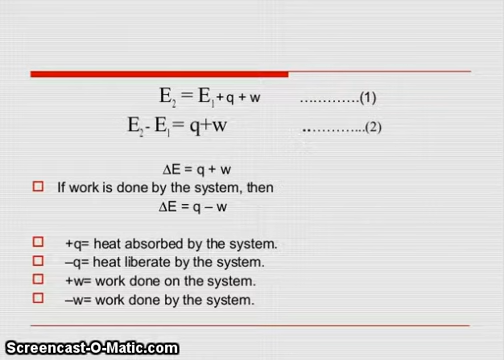 E₂ = E₁ + q + w …………(1)
E₂ - E₁ = q+w ..………...(2)
ΔE = q + w
If work is done by the system, then
ΔE = q – w
+q= heat absorbed by the system.
–q= heat liberate by the system.
+w= work done on the system.
–w= work done by the system.
Screencast-O-Matic.com